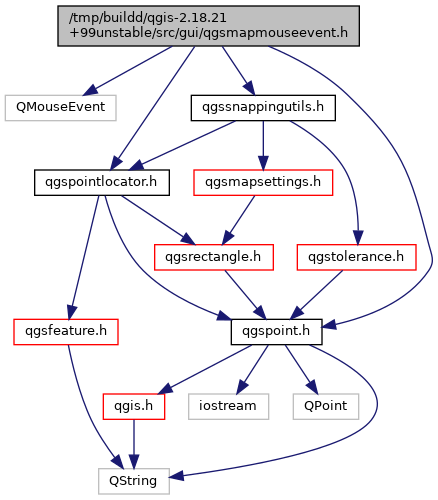 /tmp/buildd/qgis-2.18.21
+99unstable/src/gui/qgsmapmouseevent.h
QMouseEvent
qgssnappingutils.h
qgspointlocator.h
qgsmapsettings.h
qgsrectangle.h
qgstolerance.h
qgsfeature.h
qgspoint.h
qgis.h
iostream
QPoint
QString